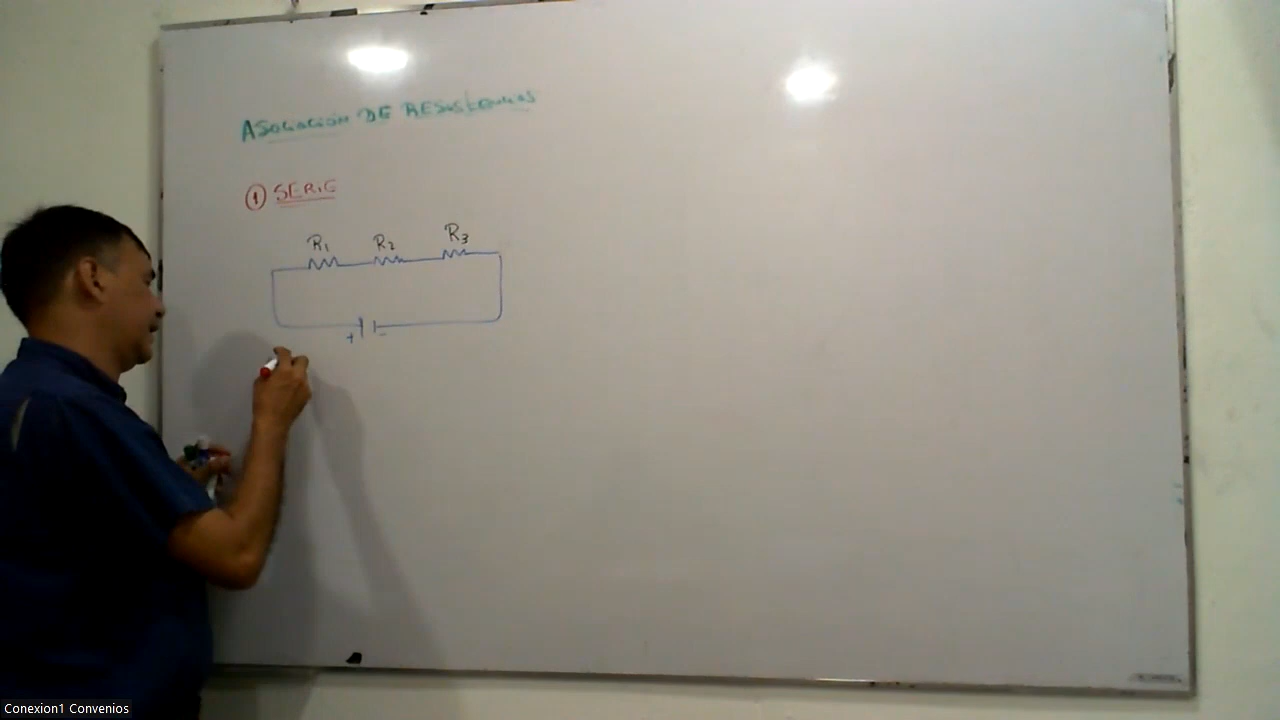 ASOCIACION DE RESISTENCIAS
① SERIE
R1 R2 R3
+ -
Conexion1 Convenios